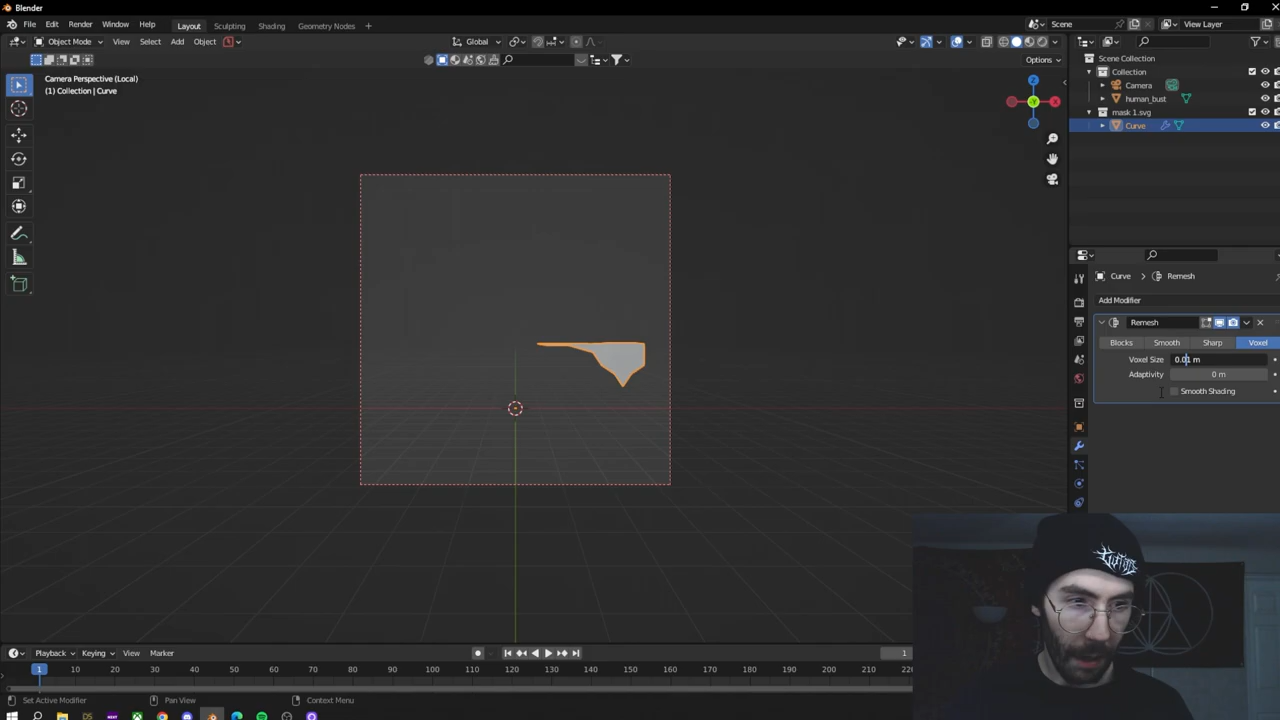 Blender
File Edit Render Window Help Layout Sculpting Shading Geometry Nodes + Scene View Layer
Object Mode View Select Add Object Global
Options
Camera Perspective (Local)
(1) Collection | Curve
Scene Collection
Collection
Camera
human_bust
mask 1.svg
Curve
Z
X
-Y
Curve > Remesh
Add Modifier
Remesh
Blocks Smooth Sharp Voxel
Voxel Size 0.01 m
Adaptivity 0 m
Smooth Shading
Playback Keying View Marker 1
1 10 20 30 40 50 60 70 80 90 100 110 120 130 140 150 160 170 180 190 200 210 220
Set Active Modifier Pan View Context Menu